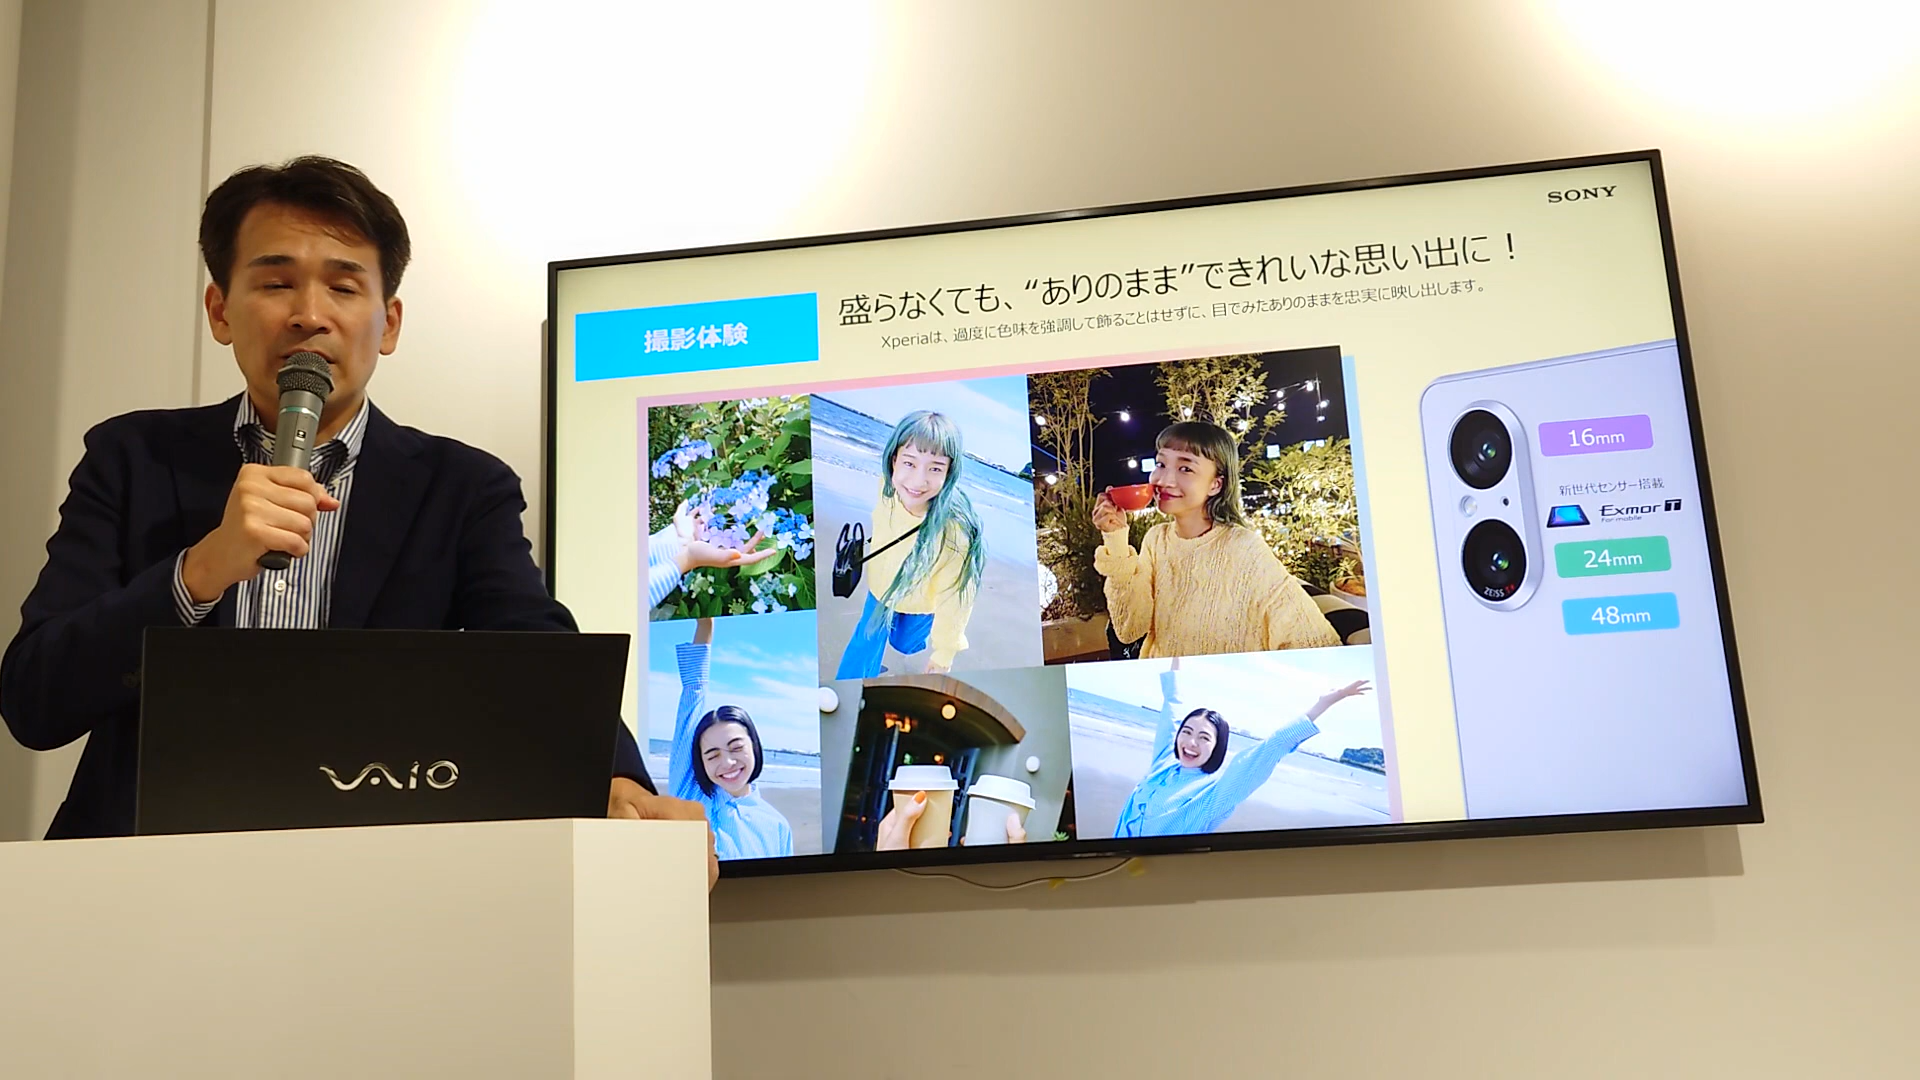 SONY
撮影体験
盛らなくても、“ありのまま”できれいな思い出に！
Xperiaは、過度に色味を強調して飾ることはせずに、目でみたありのままを忠実に映し出します。
16mm
新世代センサー搭載
Exmor T
For mobile
24mm
48mm
ZEISS
VAIO